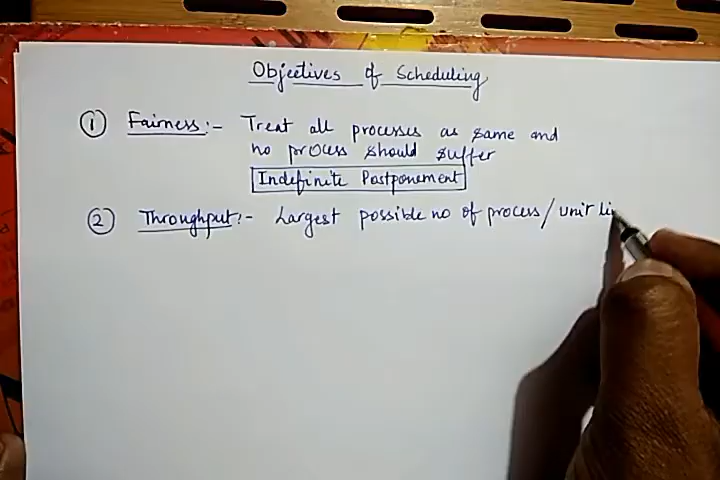 Objectives of Scheduling
① Fairness:- Treat all processes as same and
no process should suffer
Indefinite Postponement
② Throughput:- Largest possible no of process/unit